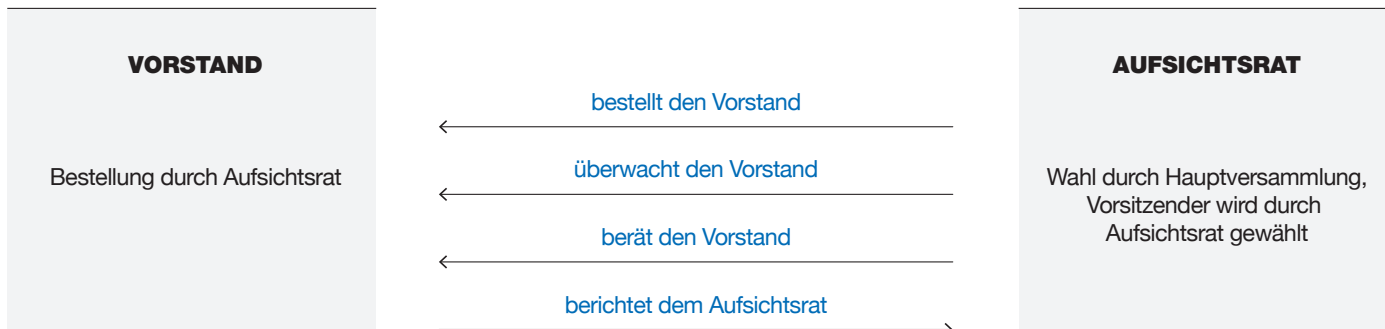 VORSTAND
Bestellung durch Aufsichtsrat
bestellt den Vorstand
überwacht den Vorstand
berät den Vorstand
berichtet dem Aufsichtsrat
AUFSICHTSRAT
Wahl durch Hauptversammlung,
Vorsitzender wird durch
Aufsichtsrat gewählt